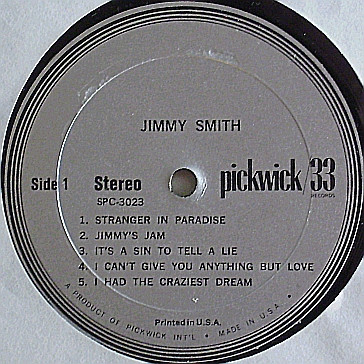 JIMMY SMITH
Side 1 Stereo pickwick/33
SPC-3023 RECORDS
1. STRANGER IN PARADISE
2. JIMMY'S JAM
3. IT'S A SIN TO TELL A LIE
4. I CAN'T GIVE YOU ANYTHING BUT LOVE
5. I HAD THE CRAZIEST DREAM
Printed in U.S.A.
A PRODUCT OF PICKWICK INT'L. • MADE IN U.S.A.